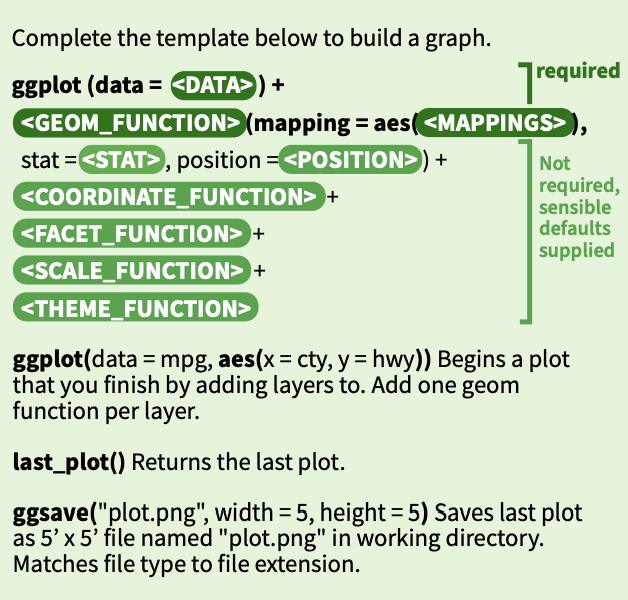 Complete the template below to build a graph.
required
ggplot (data = <DATA> ) +
<GEOM_FUNCTION> (mapping = aes( <MAPPINGS> ),
stat = <STAT> , position = <POSITION> ) +
Not
required,
sensible
defaults
supplied
<COORDINATE_FUNCTION> +
<FACET_FUNCTION> +
<SCALE_FUNCTION> +
<THEME_FUNCTION>
ggplot(data = mpg, aes(x = cty, y = hwy)) Begins a plot
that you finish by adding layers to. Add one geom
function per layer.
last_plot() Returns the last plot.
ggsave("plot.png", width = 5, height = 5) Saves last plot
as 5’ x 5’ file named "plot.png" in working directory.
Matches file type to file extension.